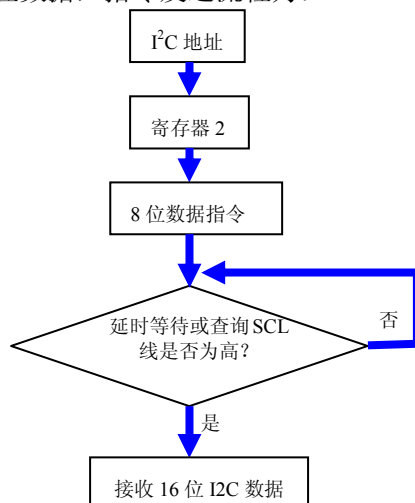 I²C 地址
寄存器 2
8 位数据指令
延时等待或查询 SCL
线是否为高?
否
是
接收 16 位 I2C 数据